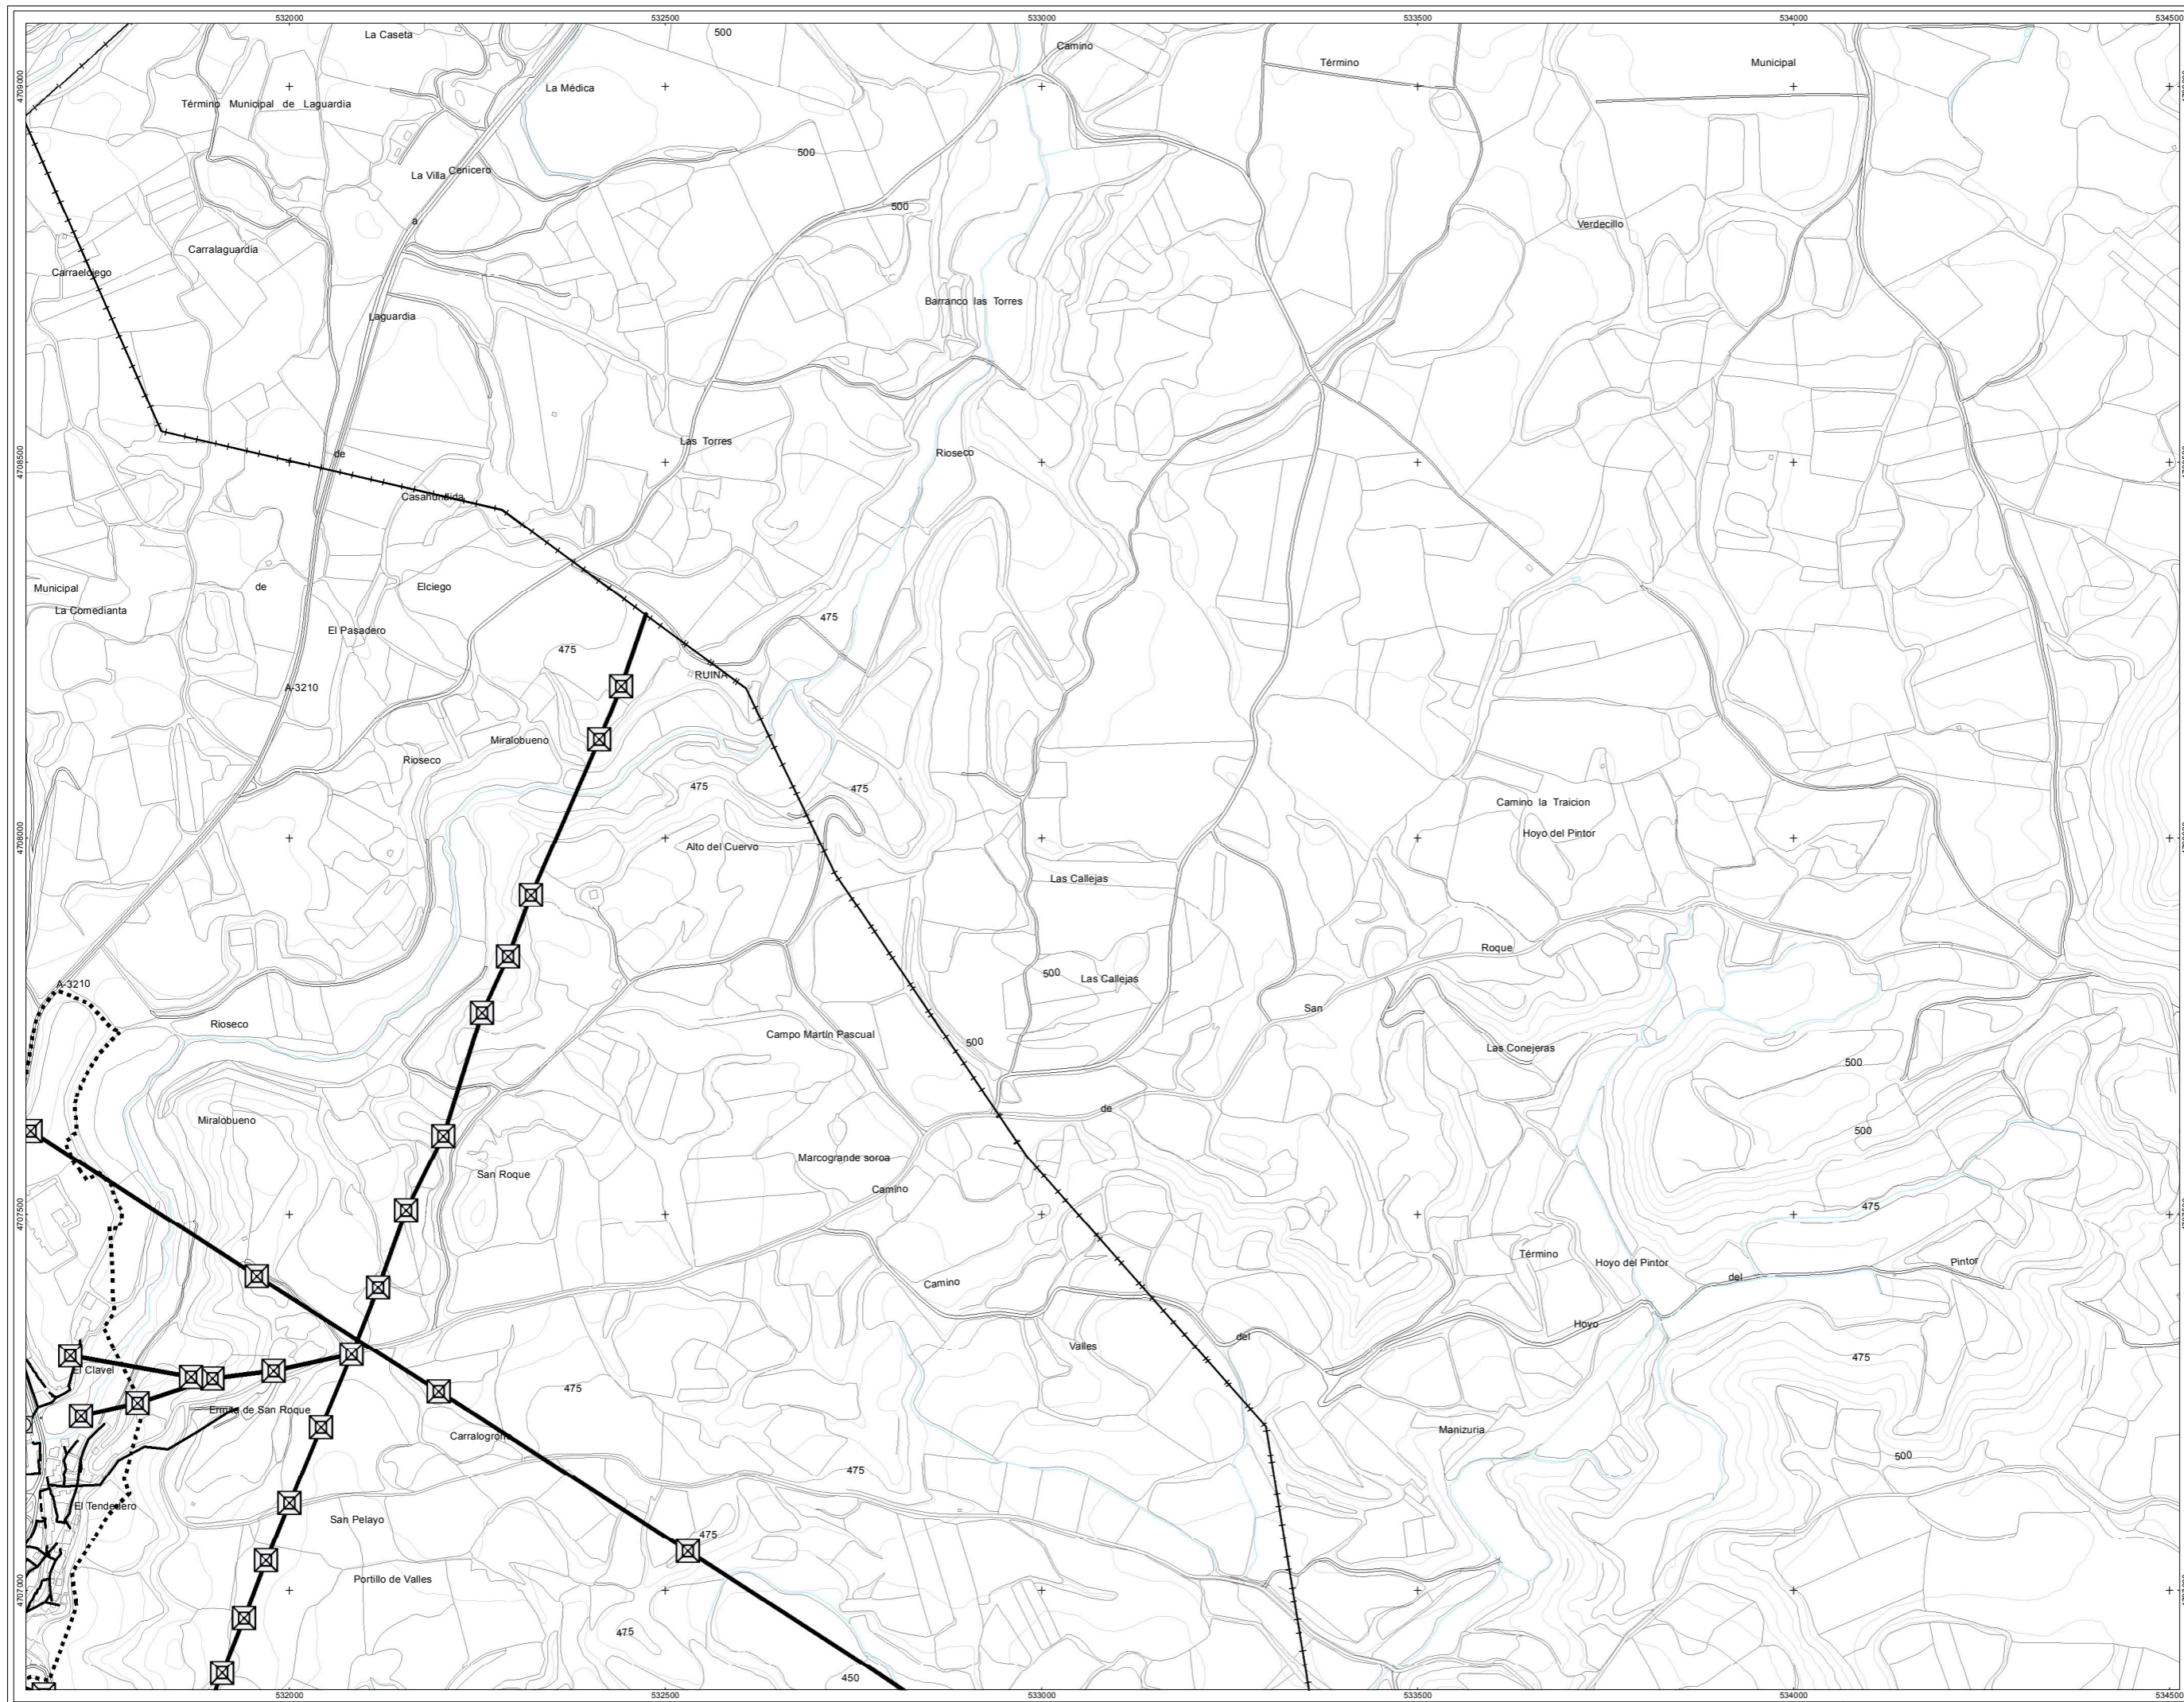 532000 532500 533000 533500 534000 534500
La Caseta
500
Camino
Término
Municipal
4709000
La Médica
Término Municipal de Laguardia
500
La Villa
Cenicero
a
500
Verdecillo
Carralaguardia
Carraelciego
Barranco las Torres
Laguardia
Las Torres
de
Rioseco
4708500
Casahundida
Municipal
de
Elciego
La Comedianta
475
El Pasadero
475
RUINA
A-3210
Miralobueno
Rioseco
475
475
Camino la Traicion
Hoyo del Pintor
4708000
Alto del Cuervo
Las Callejas
Roque
500
Las Callejas
A-3210
San
Rioseco
Campo Martín Pascual
500
Las Conejeras
500
de
Miralobueno
500
Marcogrande soroa
San Roque
Camino
475
4707500
Término
Hoyo del Pintor
Pintor
del
Camino
Hoyo
del
Valles
475
El Clavel
475
Ermita de San Roque
Manizuria
Carralogroño
500
475
El Tendedero
San Pelayo
475
Portillo de Valles
4707000
475
450
532000 532500 533000 533500 534000 534500